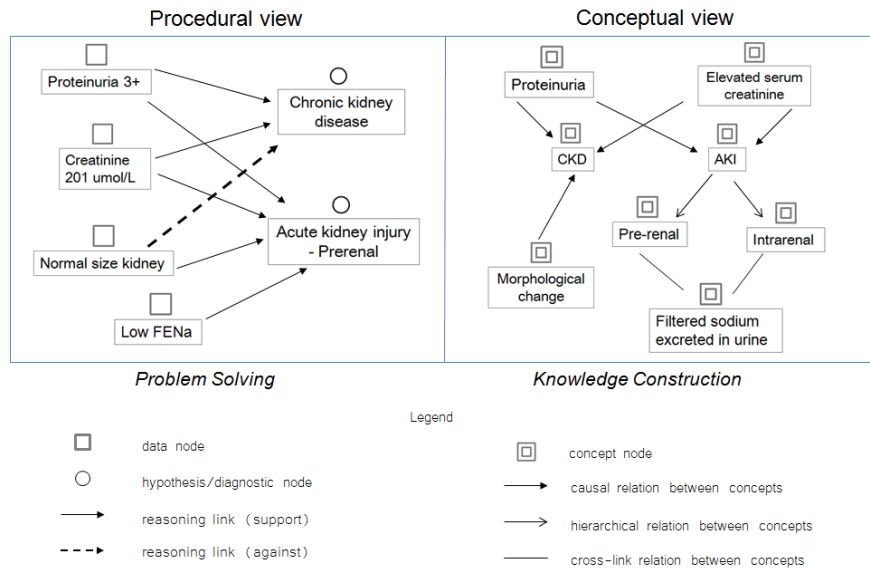 Procedural view
Conceptual view
Proteinuria 3+
Chronic kidney
disease
Creatinine
201 umol/L
Normal size kidney
Acute kidney injury
- Prerenal
Low FENa
Proteinuria
Elevated serum
creatinine
CKD
AKI
Pre-renal
Intrarenal
Morphological
change
Filtered sodium
excreted in urine
Problem Solving
Knowledge Construction
Legend
data node
hypothesis/diagnostic node
reasoning link (support)
reasoning link (against)
concept node
causal relation between concepts
hierarchical relation between concepts
cross-link relation between concepts